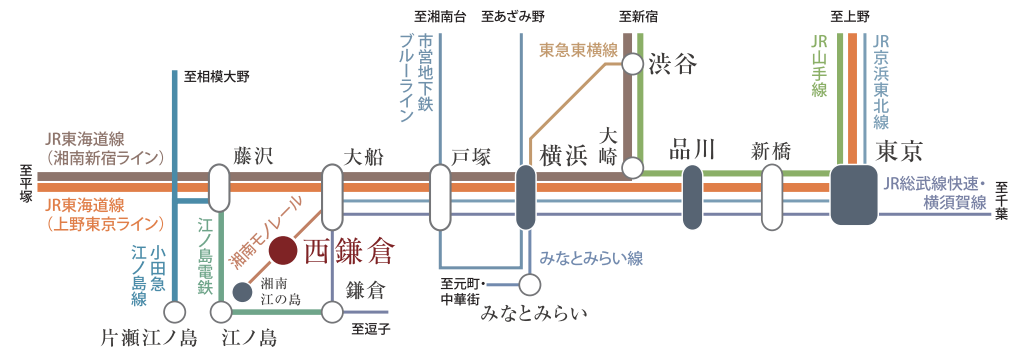 至湘南台
至あざみ野
至新宿
至上野
市営地下鉄
ブルーライン
東急東横線
渋谷
JR山手線
JR京浜東北線
至相模大野
JR東海道線
（湘南新宿ライン）
藤沢
大船
戸塚
横浜
大崎
品川
新橋
東京
至平塚
JR総武線快速・
横須賀線
至千葉
JR東海道線
（上野東京ライン）
小田急
江ノ島線
江ノ島電鉄
湘南モノレール
西鎌倉
湘南
江の島
鎌倉
至逗子
みなとみらい線
至元町・
中華街
みなとみらい
片瀬江ノ島
江ノ島